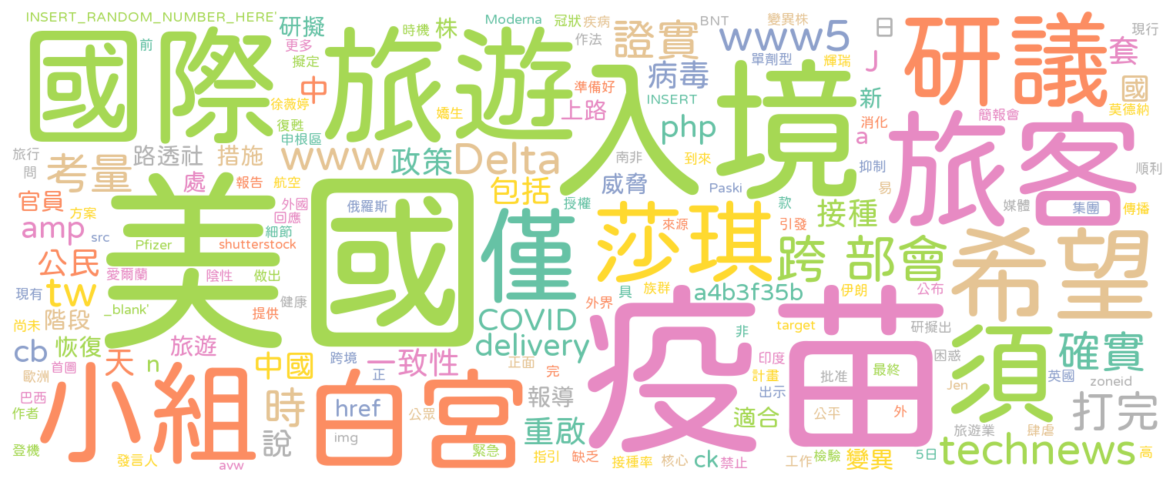 INSERT_RANDOM_NUMBER_HERE'
前
研擬
更多
擬定
時機
株
Moderna
冠狀
疾病
作法
BNT
證實
變異株
www5
單劑型
輝瑞
日
J
研議
套
現行
國際
旅遊
中
徐薇婷
復甦
申根區
嬌生
準備好
上路
病毒
INSERT
php
入境
新
消化
a
簡報會
國
莫德納
旅行
問
考量
路透社
措施
www
政策
Delta
南非
到來
威脅
抑制
易
旅客
順利
官員
方案
處
報告
航空
外國
回應
細節
俄羅斯
包括
授權
Paski
款
引發
接種
媒體
集團
傳播
amp
src
Pfizer
shutterstock
美國
僅
莎琪
來源
跨 部會
希望
公民
愛爾蘭
陰性
做出
現有
tw
_blank'
提供
健康
外界
具
族群
a4b3f35b
伊朗
公布
尚未
階段
COVID
疫苗
非
target
研擬出
須
確實
cb
恢復
n
旅遊
delivery
首圖
天
中國
跨境
正
一致性
正面
完
印度
計畫
批准
最終
困惑
Jen
英國
zoneid
歐洲
巴西
作者
小組
時
白宮
href
公眾
報導
適合
出示
公平
外
打完
登機
發言人
說
img
緊急
重啟
指引
缺乏
接種率
核心
ck
禁止
工作
檢驗
變異
旅遊業
肆虐
5日
technews
高
avw